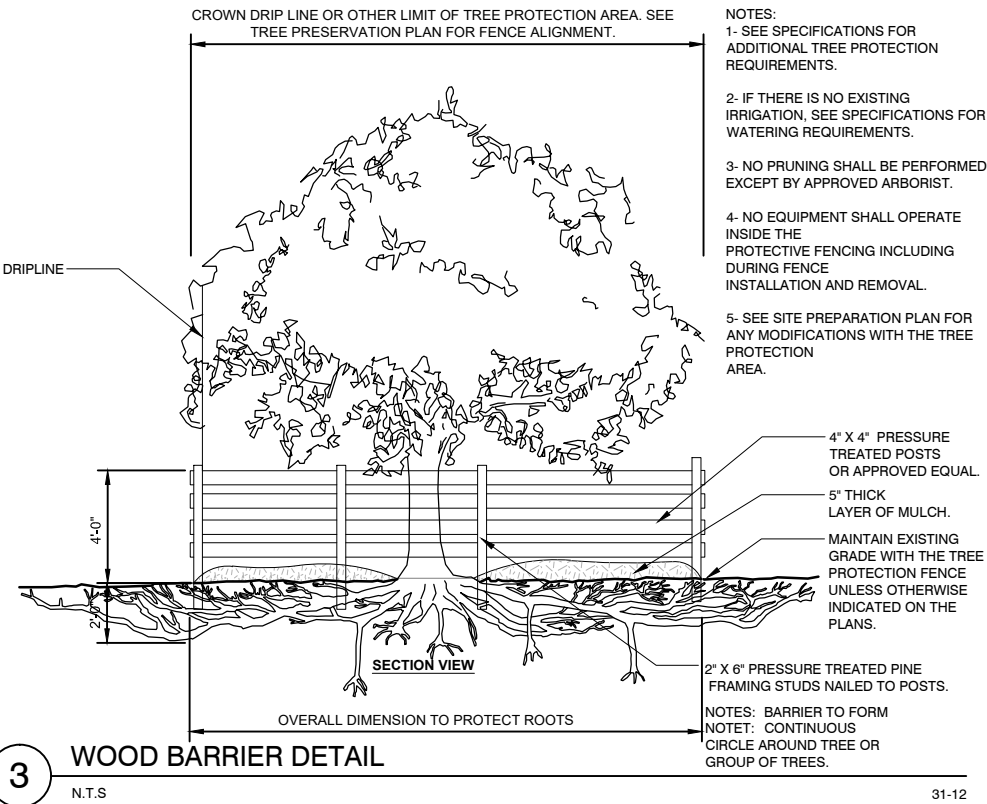 CROWN DRIP LINE OR OTHER LIMIT OF TREE PROTECTION AREA. SEE
TREE PRESERVATION PLAN FOR FENCE ALIGNMENT.
NOTES:
1- SEE SPECIFICATIONS FOR
ADDITIONAL TREE PROTECTION
REQUIREMENTS.
2- IF THERE IS NO EXISTING
IRRIGATION, SEE SPECIFICATIONS FOR
WATERING REQUIREMENTS.
3- NO PRUNING SHALL BE PERFORMED
EXCEPT BY APPROVED ARBORIST.
4- NO EQUIPMENT SHALL OPERATE
INSIDE THE
PROTECTIVE FENCING INCLUDING
DURING FENCE
INSTALLATION AND REMOVAL.
5- SEE SITE PREPARATION PLAN FOR
ANY MODIFICATIONS WITH THE TREE
PROTECTION
AREA.
DRIPLINE
4" X 4" PRESSURE
TREATED POSTS
OR APPROVED EQUAL.
5" THICK
LAYER OF MULCH.
MAINTAIN EXISTING
GRADE WITH THE TREE
PROTECTION FENCE
UNLESS OTHERWISE
INDICATED ON THE
PLANS.
4'-0"
SECTION VIEW
2" X 6" PRESSURE TREATED PINE
FRAMING STUDS NAILED TO POSTS.
OVERALL DIMENSION TO PROTECT ROOTS
NOTES: BARRIER TO FORM
NOTET: CONTINUOUS
CIRCLE AROUND TREE OR
GROUP OF TREES.
3
WOOD BARRIER DETAIL
N.T.S
31-12